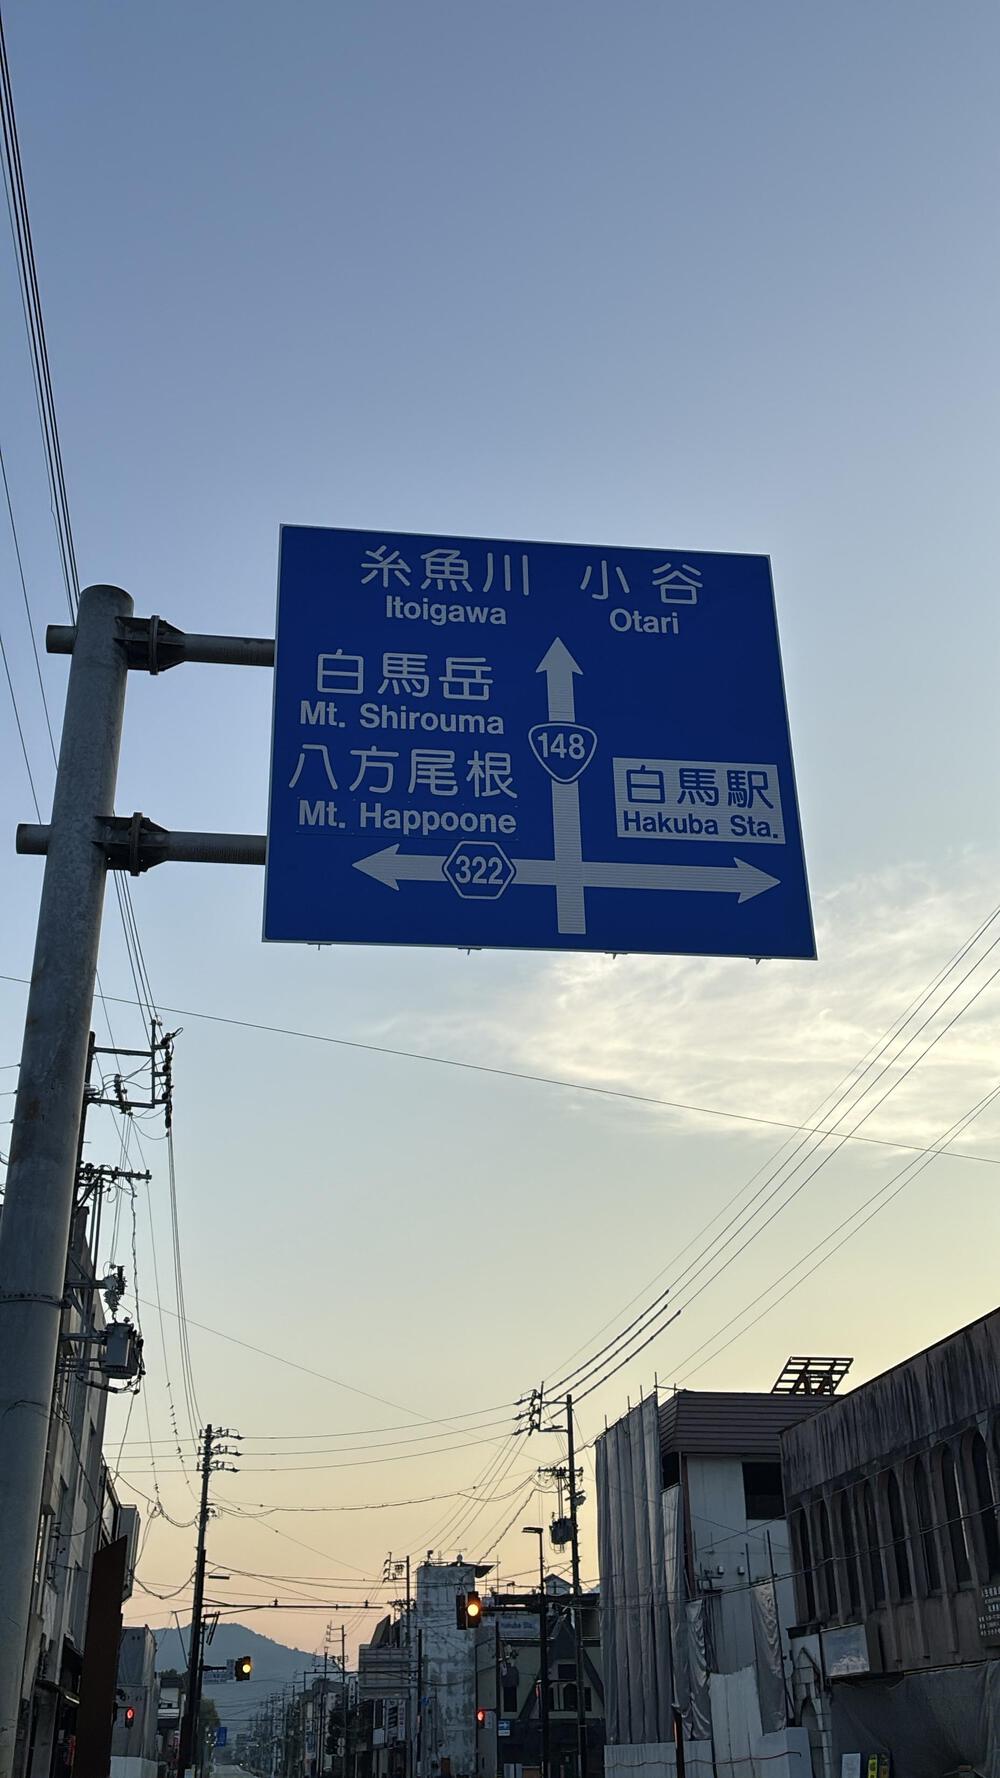 糸魚川 小谷
Itoigawa Otari
白馬岳
Mt. Shirouma
148
八方尾根
Mt. Happoone
白馬駅
Hakuba Sta.
322